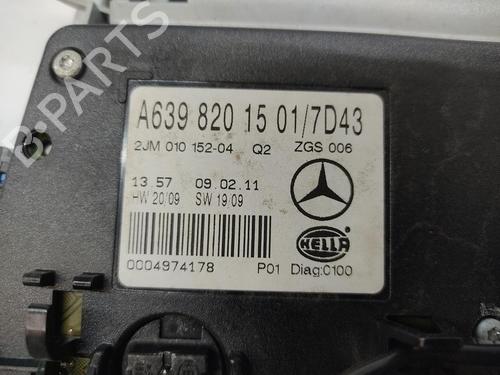 B-PARTS
A639 820 15 01/7D43
2JM 010 152-04 Q2 ZGS 006
13.57 09.02.11
HW 20/09 SW 19/09
HELLA
0004974178 P01 Diag:C100